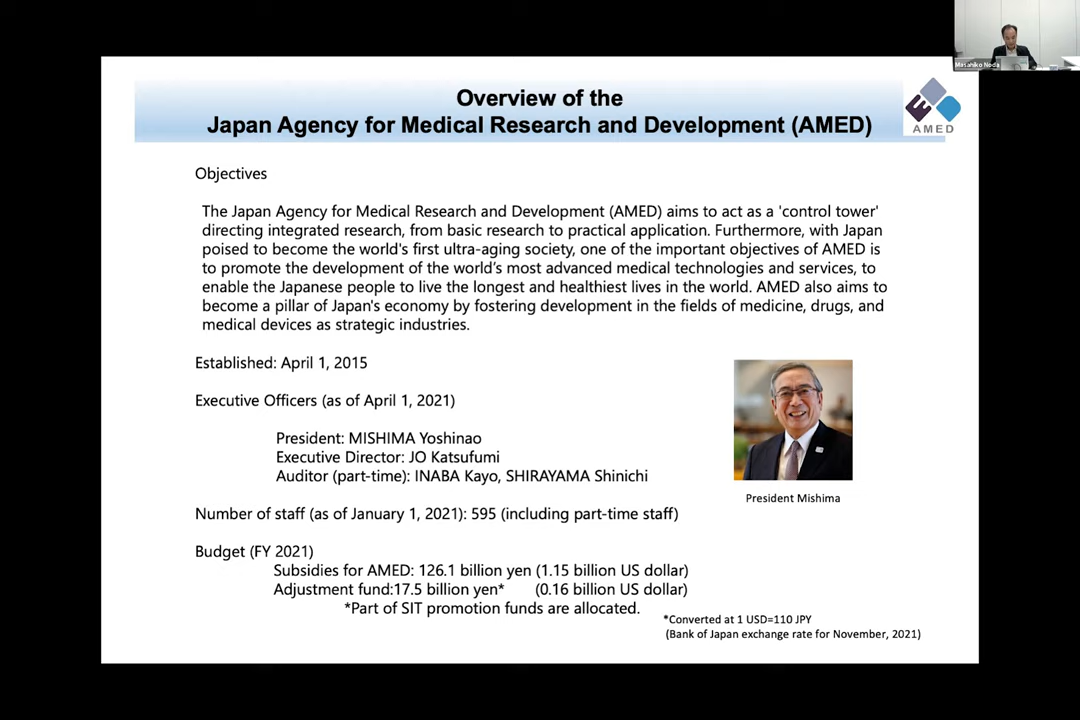 Minahiko Noda
Overview of the
Japan Agency for Medical Research and Development (AMED)
AMED
Objectives
The Japan Agency for Medical Research and Development (AMED) aims to act as a 'control tower'
directing integrated research, from basic research to practical application. Furthermore, with Japan
poised to become the world's first ultra-aging society, one of the important objectives of AMED is
to promote the development of the world's most advanced medical technologies and services, to
enable the Japanese people to live the longest and healthiest lives in the world. AMED also aims to
become a pillar of Japan's economy by fostering development in the fields of medicine, drugs, and
medical devices as strategic industries.
Established: April 1, 2015
Executive Officers (as of April 1, 2021)
President: MISHIMA Yoshinao
Executive Director: JO Katsufumi
Auditor (part-time): INABA Kayo, SHIRAYAMA Shinichi
President Mishima
Number of staff (as of January 1, 2021): 595 (including part-time staff)
Budget (FY 2021)
Subsidies for AMED: 126.1 billion yen (1.15 billion US dollar)
Adjustment fund:17.5 billion yen* (0.16 billion US dollar)
*Part of SIT promotion funds are allocated.
*Converted at 1 USD=110 JPY
(Bank of Japan exchange rate for November, 2021)